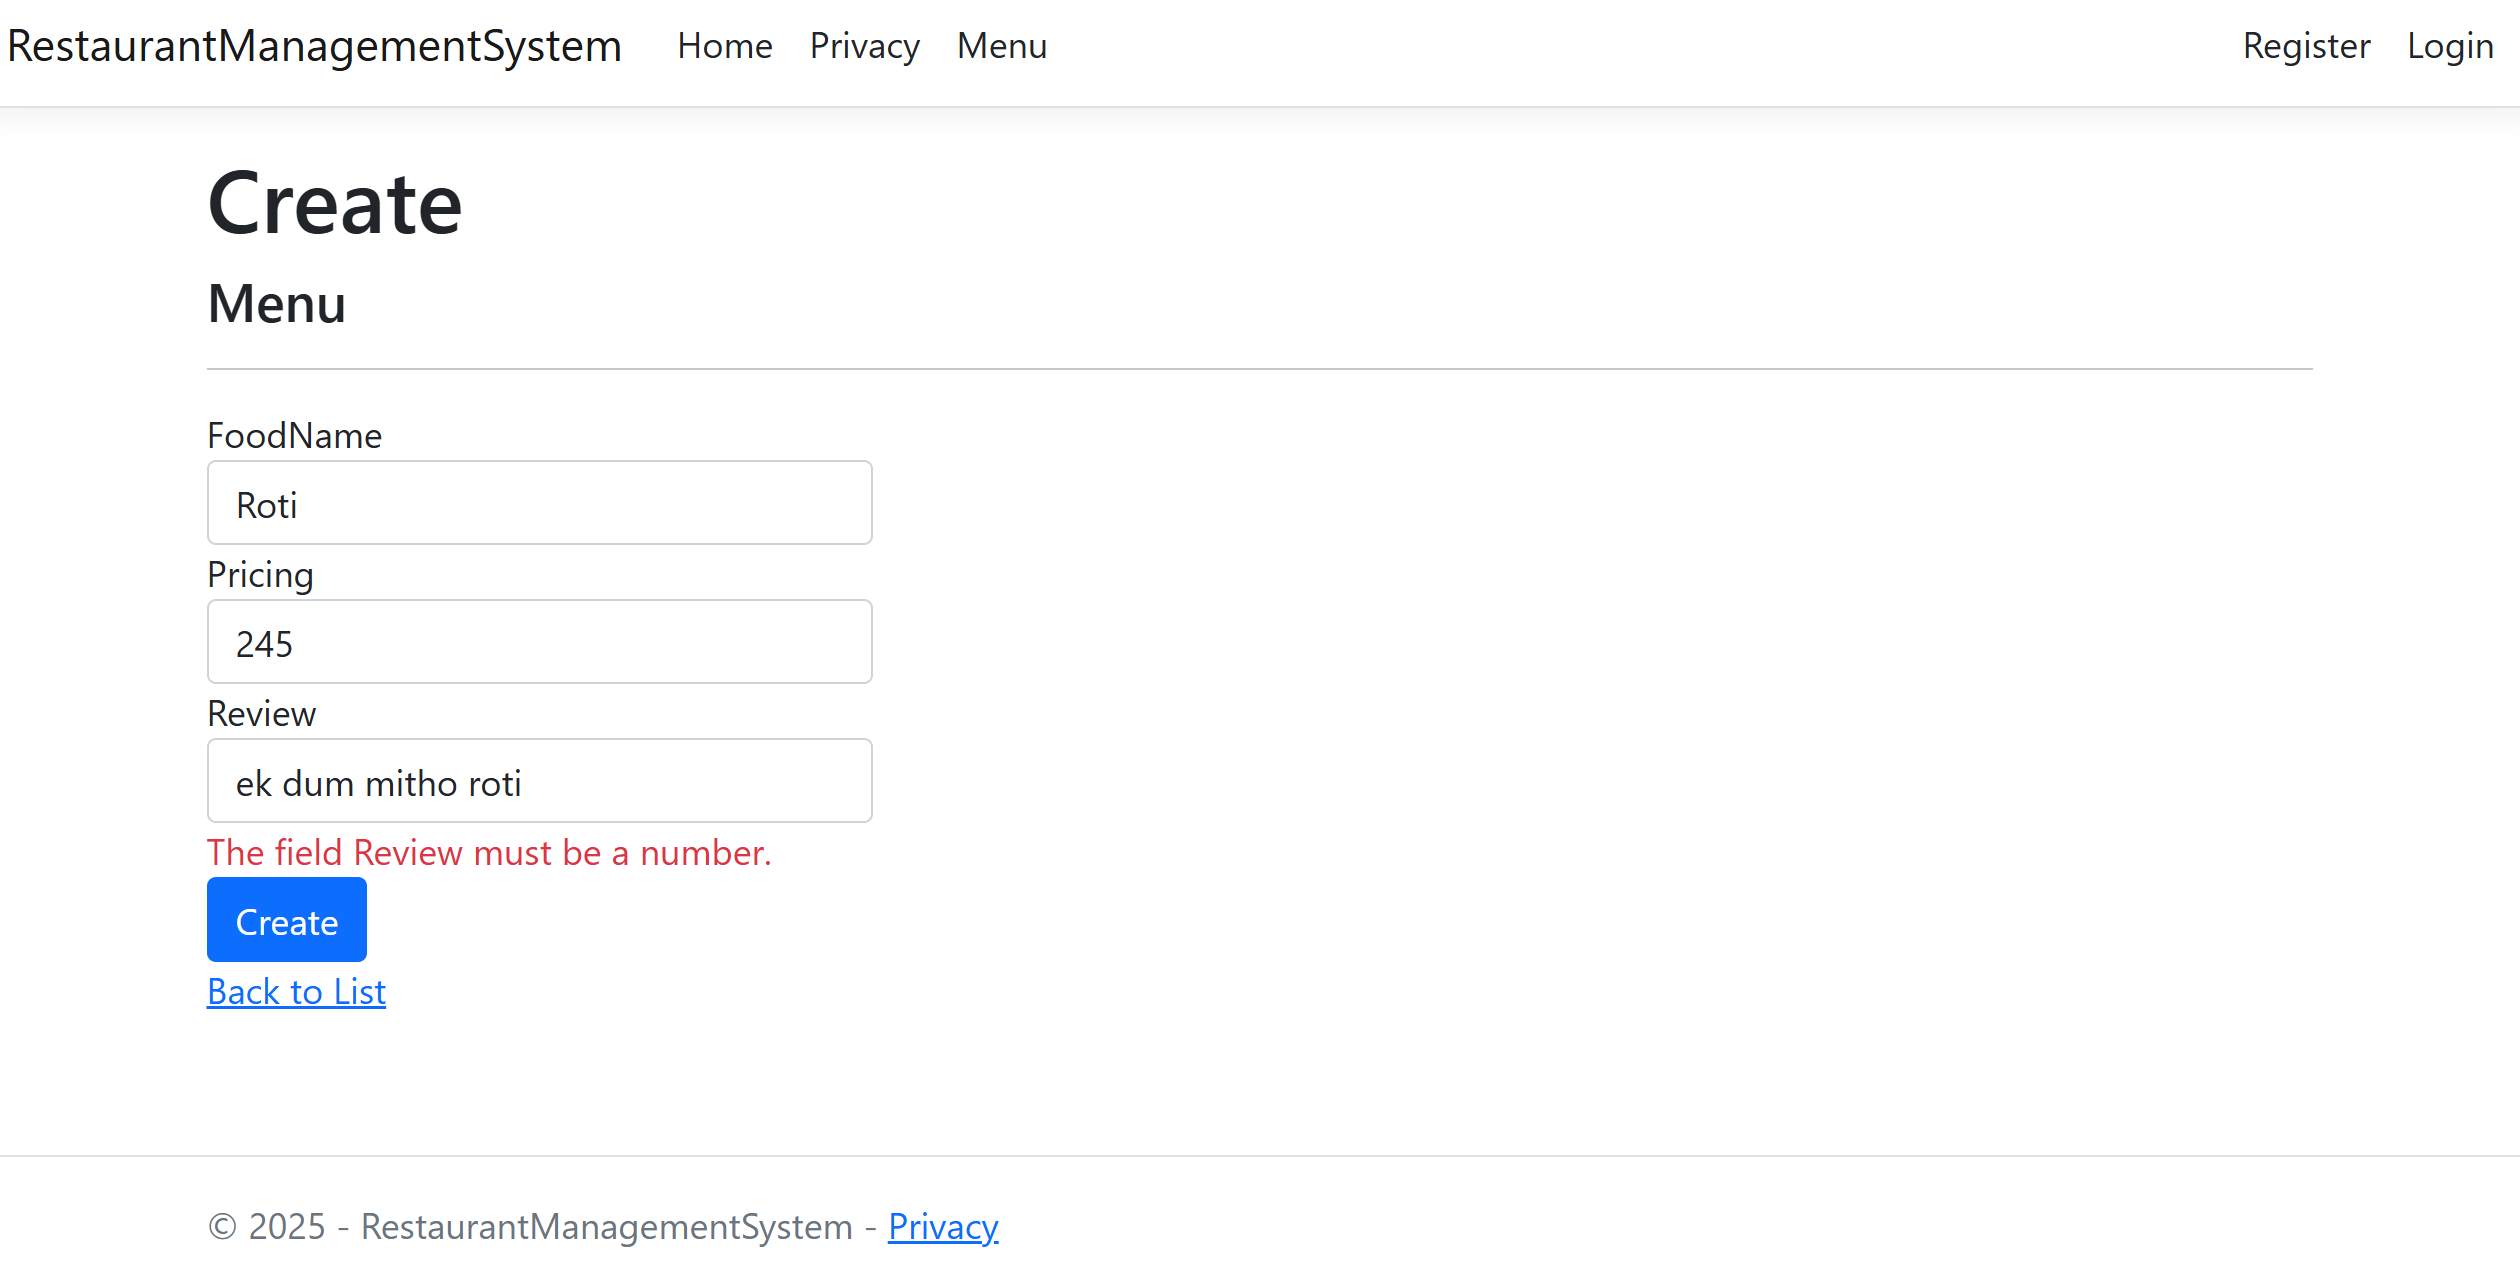 RestaurantManagementSystem Home Privacy Menu Register Login
Create
Menu
FoodName
Roti
Pricing
245
Review
ek dum mitho roti
The field Review must be a number.
Create
Back to List
© 2025 - RestaurantManagementSystem - Privacy